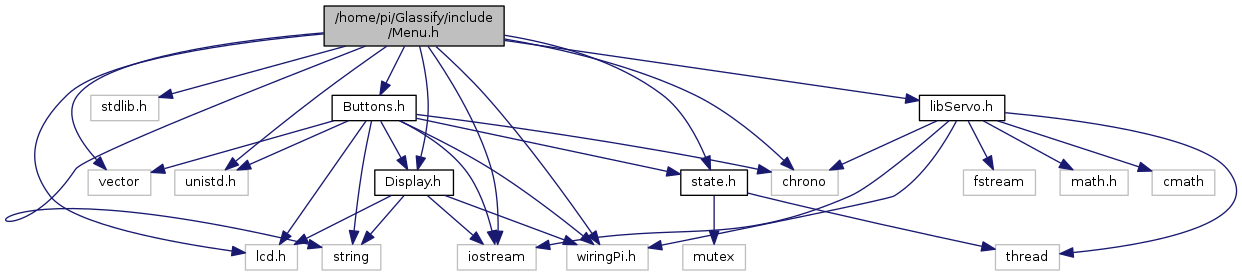 /home/pi/Glassify/include
/Menu.h
stdlib.h
Buttons.h
libServo.h
vector
unistd.h
Display.h
state.h
chrono
fstream
math.h
cmath
lcd.h
string
iostream
wiringPi.h
mutex
thread